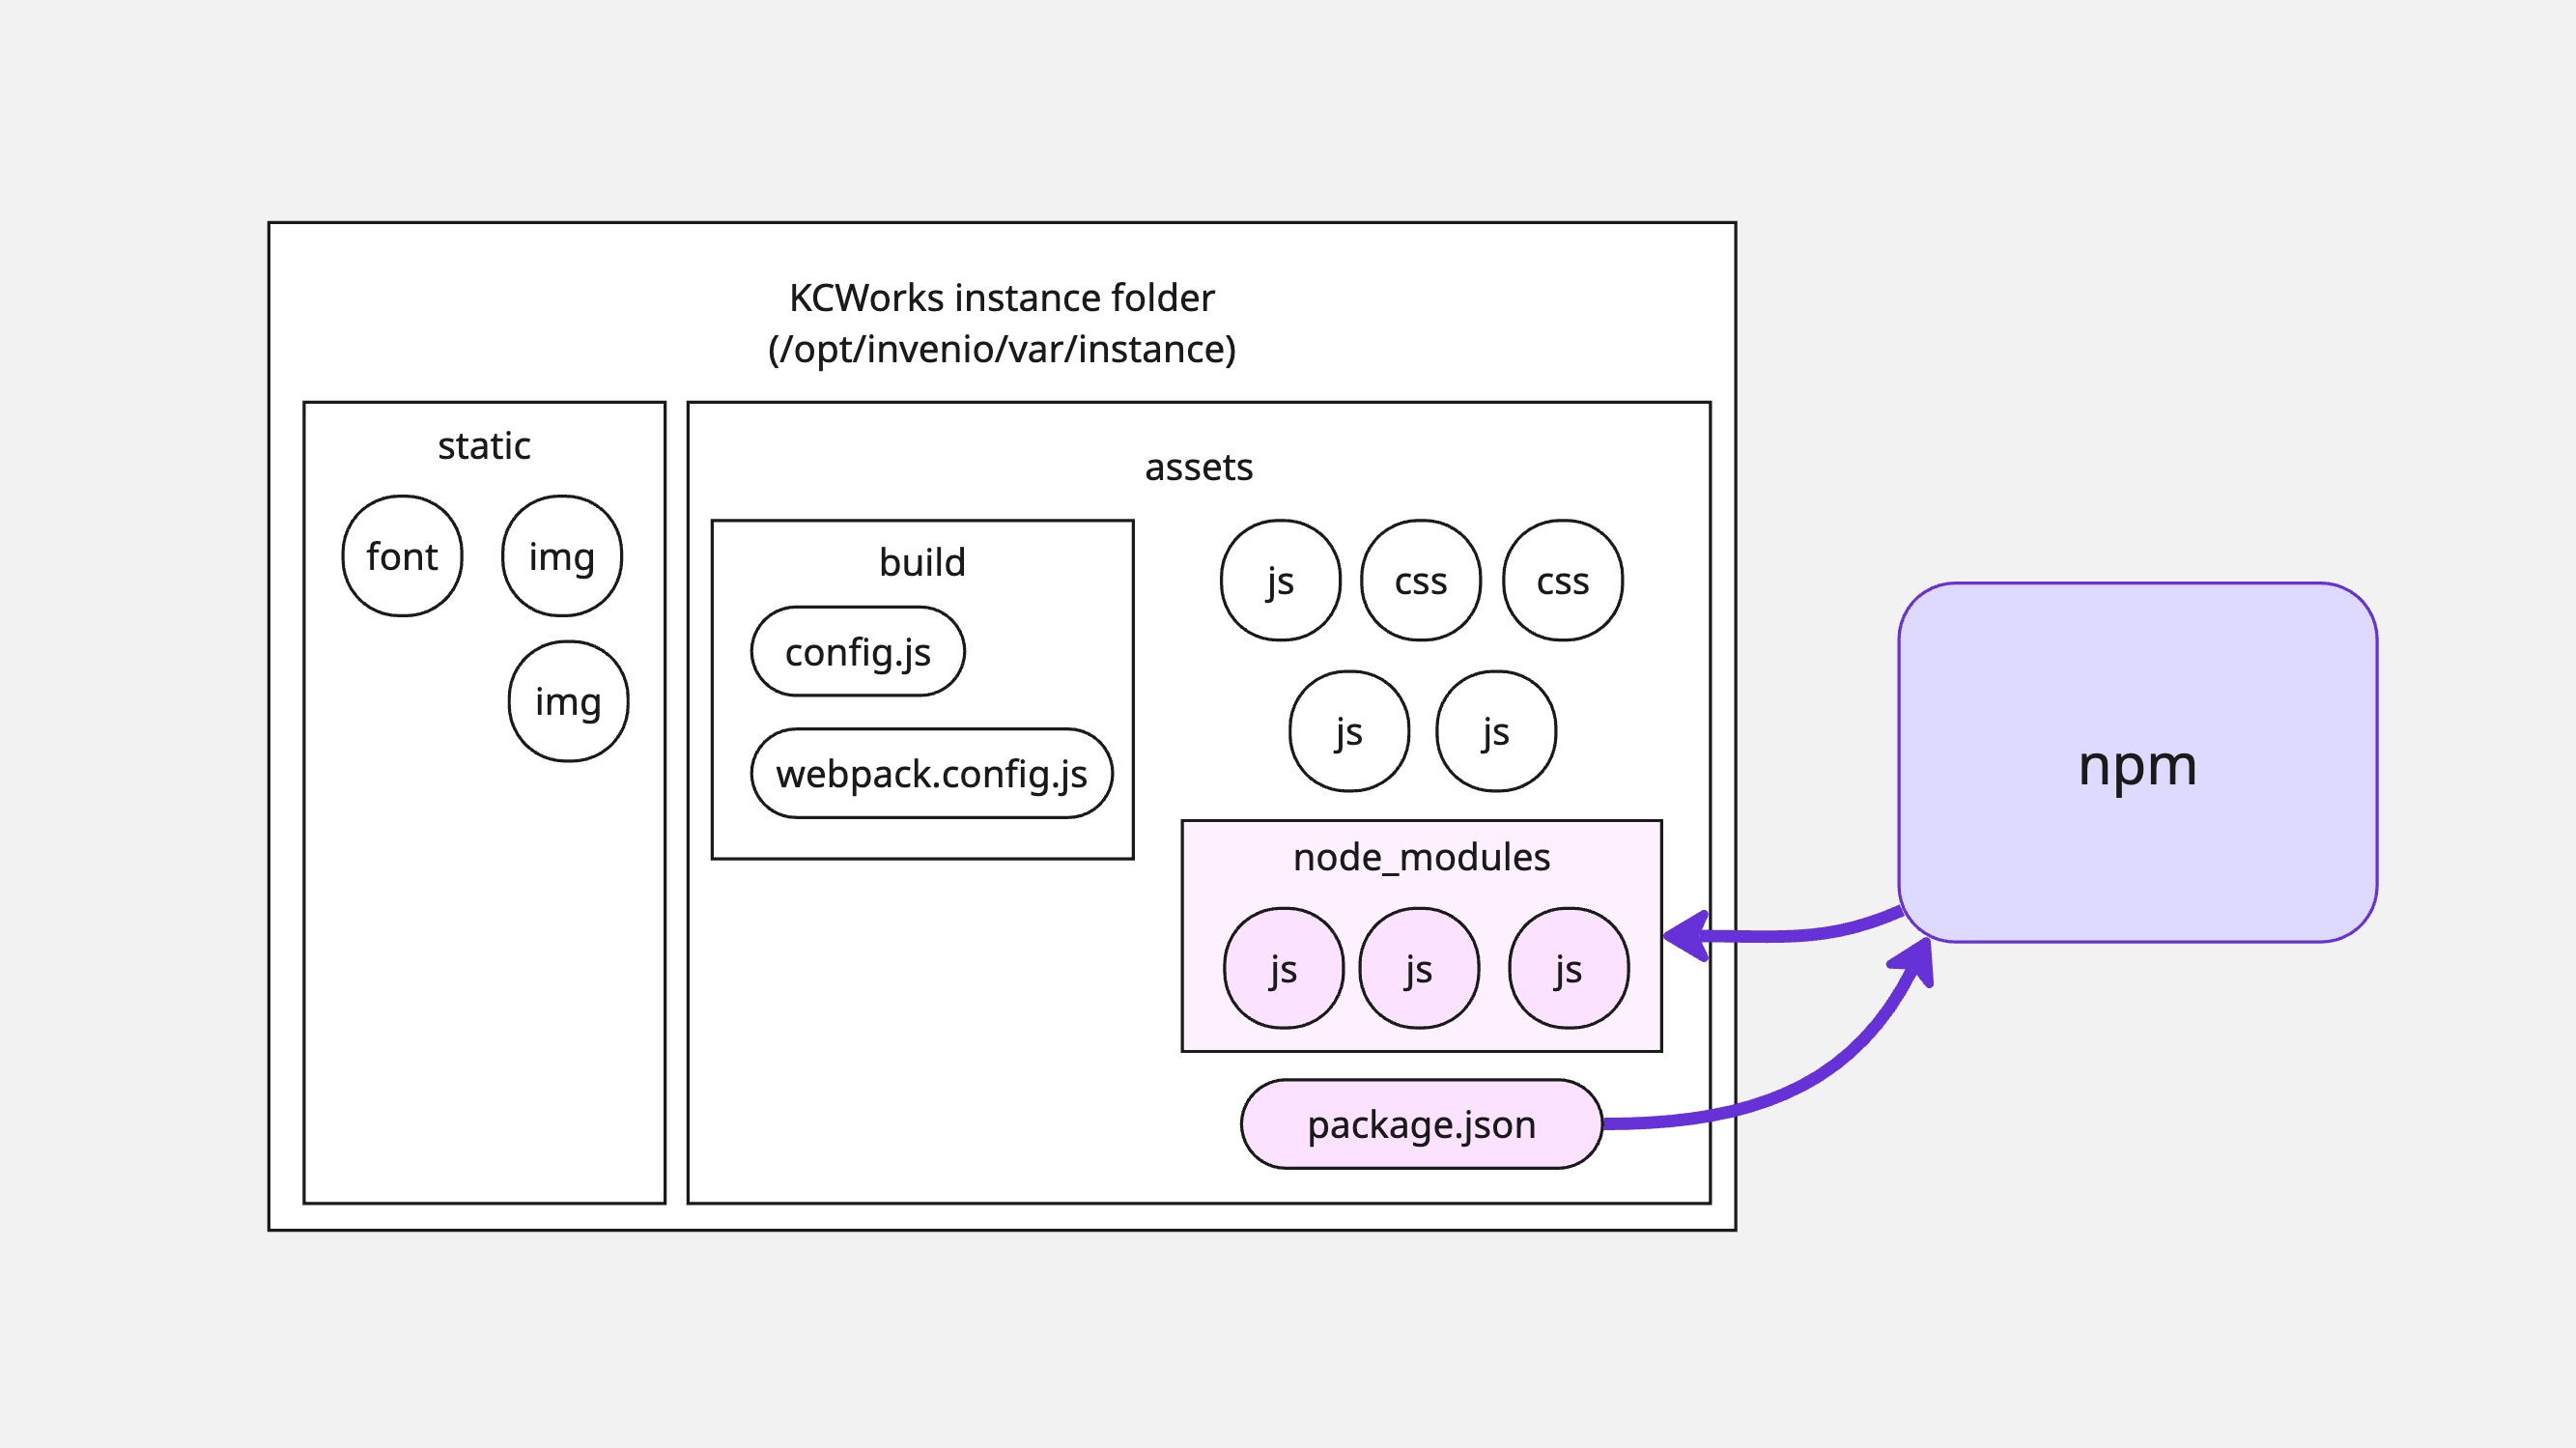 KCWorks instance folder
(/opt/invenio/var/instance)
static
font
img
img
assets
build
config.js
webpack.config.js
js
css
css
js
js
node_modules
js
js
js
package.json
npm